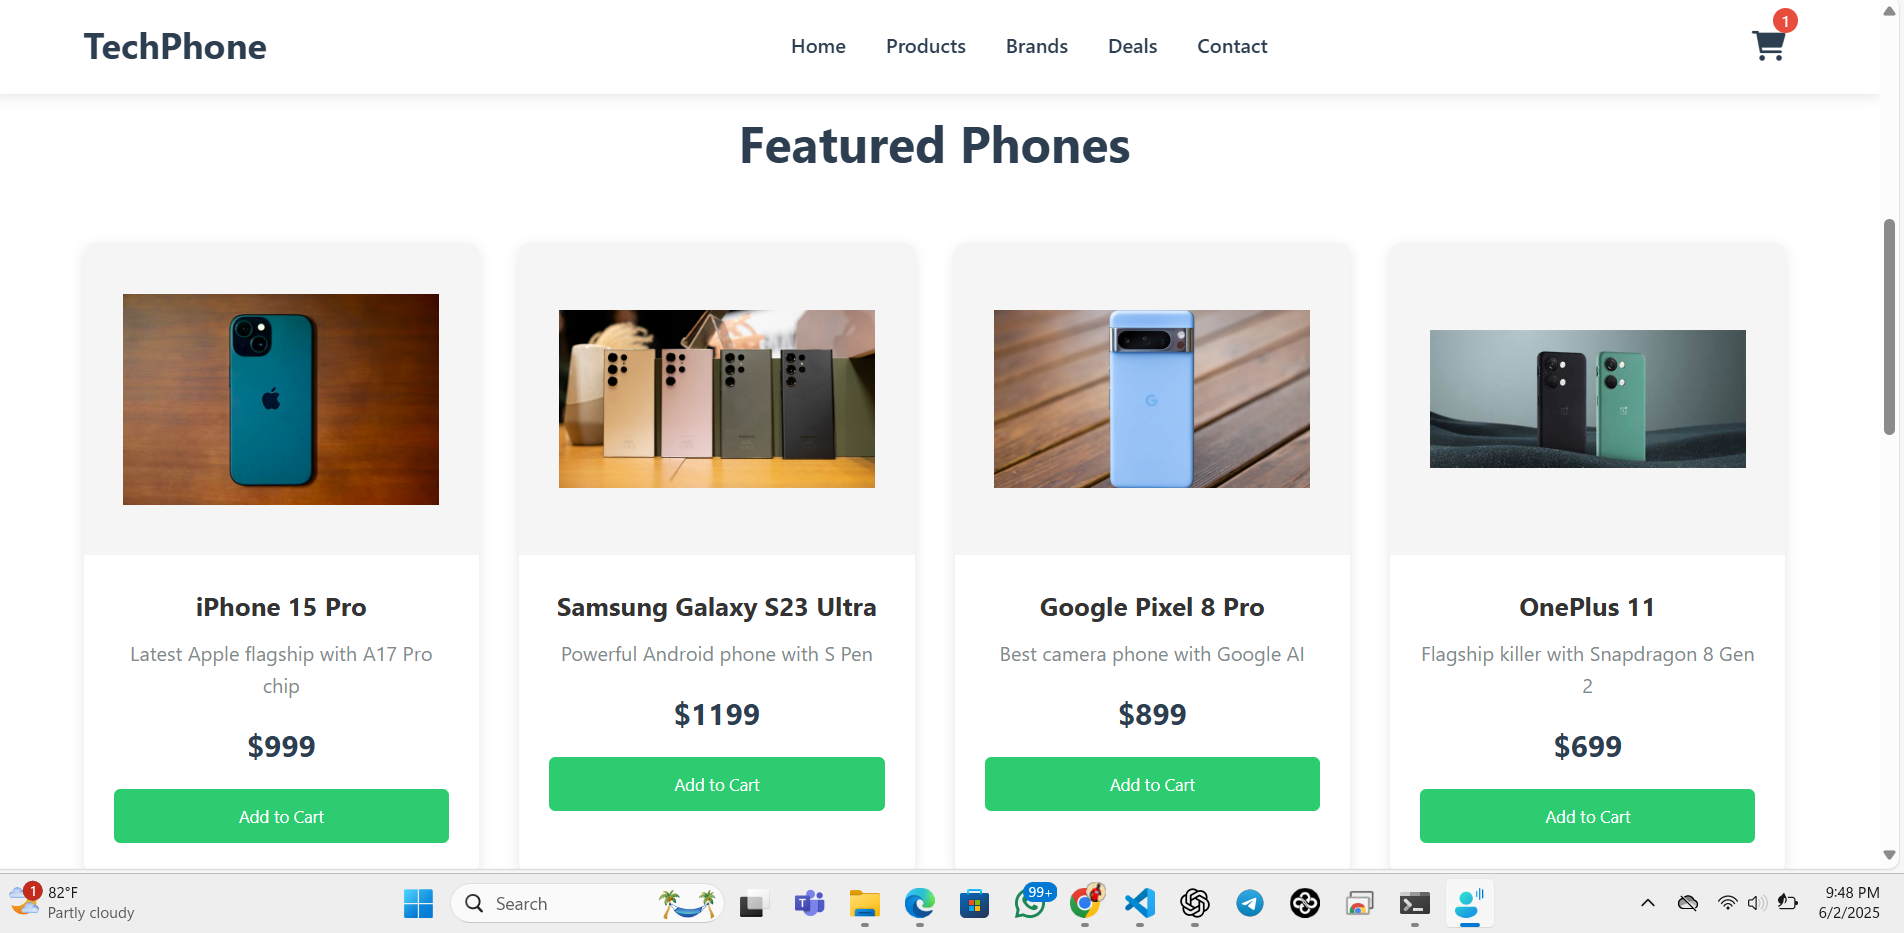 TechPhone
Home
Products
Brands
Deals
Contact
1
Featured Phones
iPhone 15 Pro
Latest Apple flagship with A17 Pro
chip
$999
Add to Cart
Samsung Galaxy S23 Ultra
Powerful Android phone with S Pen
$1199
Add to Cart
Google Pixel 8 Pro
Best camera phone with Google AI
$899
Add to Cart
OnePlus 11
Flagship killer with Snapdragon 8 Gen
2
$699
Add to Cart
1
82°F
Partly cloudy
Search
99+
9:48 PM
6/2/2025